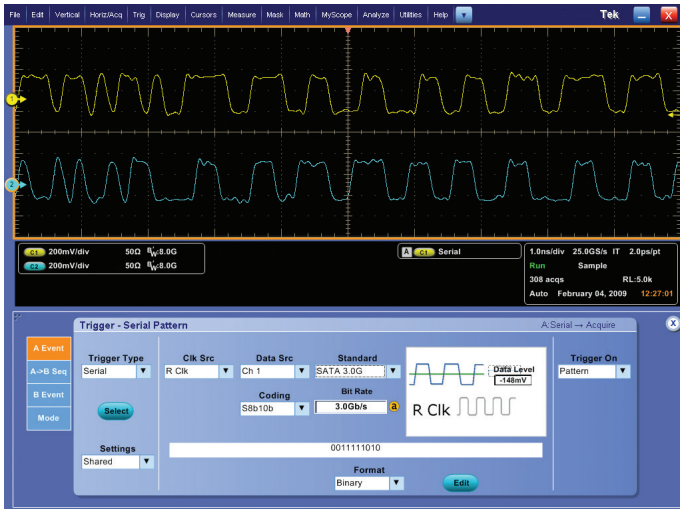 File Edit Vertical Horiz/Acq Trig Display Cursors Measure Mask Math MyScope Analyze Utilities Help Tek X
1
2
C1 200mV/div 50Ω BW:8.0G
C2 200mV/div 50Ω BW:8.0G
A C1 Serial
1.0ns/div 25.0GS/s IT 2.0ps/pt
Run Sample
308 acqs RL:5.0k
Auto February 04, 2009 12:27:01
Trigger - Serial Pattern A:Serial → Acquire X
A Event
A->B Seq
B Event
Mode
Trigger Type
Serial
Select
Settings
Shared
Clk Src
R Clk
Data Src
Ch 1
Standard
SATA 3.0G
Coding
S8b10b
Bit Rate
3.0Gb/s a
Data Level
-148mV
R Clk
Trigger On
Pattern
0011111010
Format
Binary
Edit